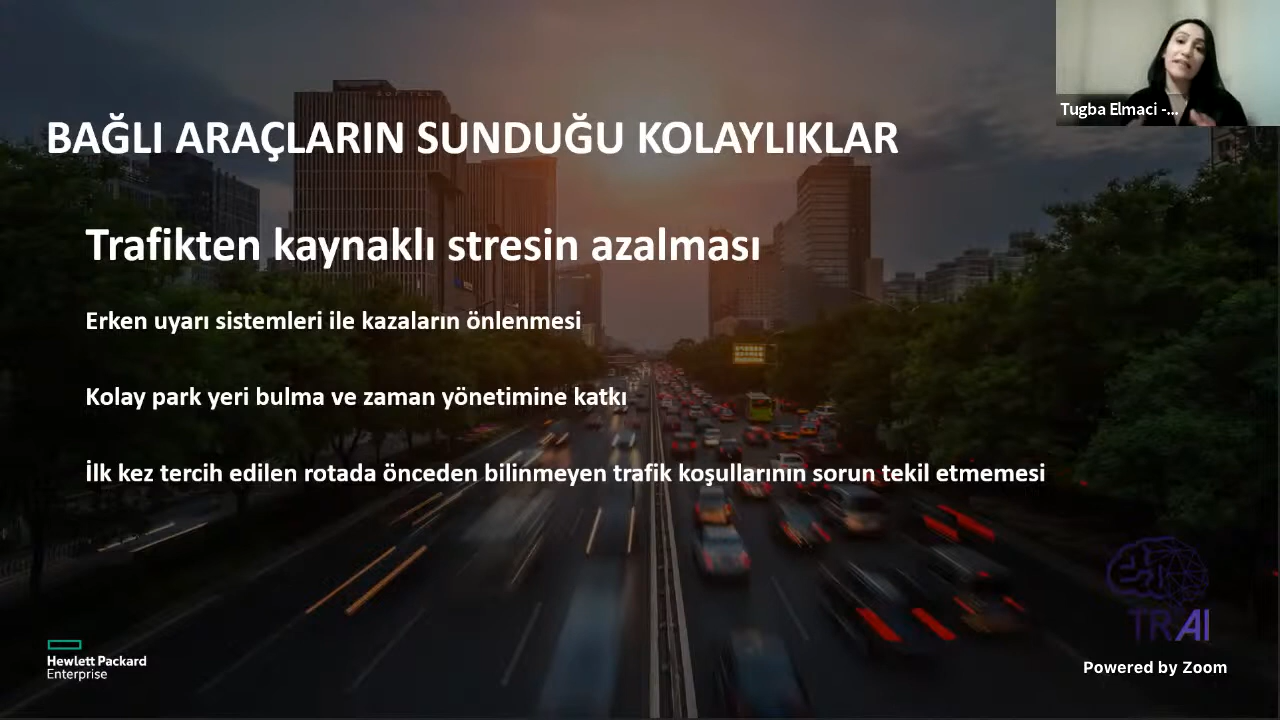 Tugba Elmaci -...
BAĞLI ARAÇLARIN SUNDUĞU KOLAYLIKLAR
Trafikten kaynaklı stresin azalması
Erken uyarı sistemleri ile kazaların önlenmesi
Kolay park yeri bulma ve zaman yönetimine katkı
İlk kez tercih edilen rotada önceden bilinmeyen trafik koşullarının sorun tekil etmemesi
TRAI
Hewlett Packard
Enterprise
Powered by Zoom